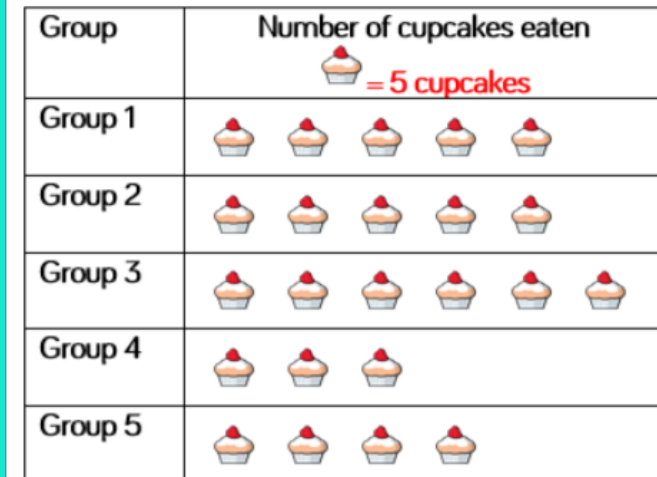 Group
Number of cupcakes eaten
= 5 cupcakes
Group 1
Group 2
Group 3
Group 4
Group 5